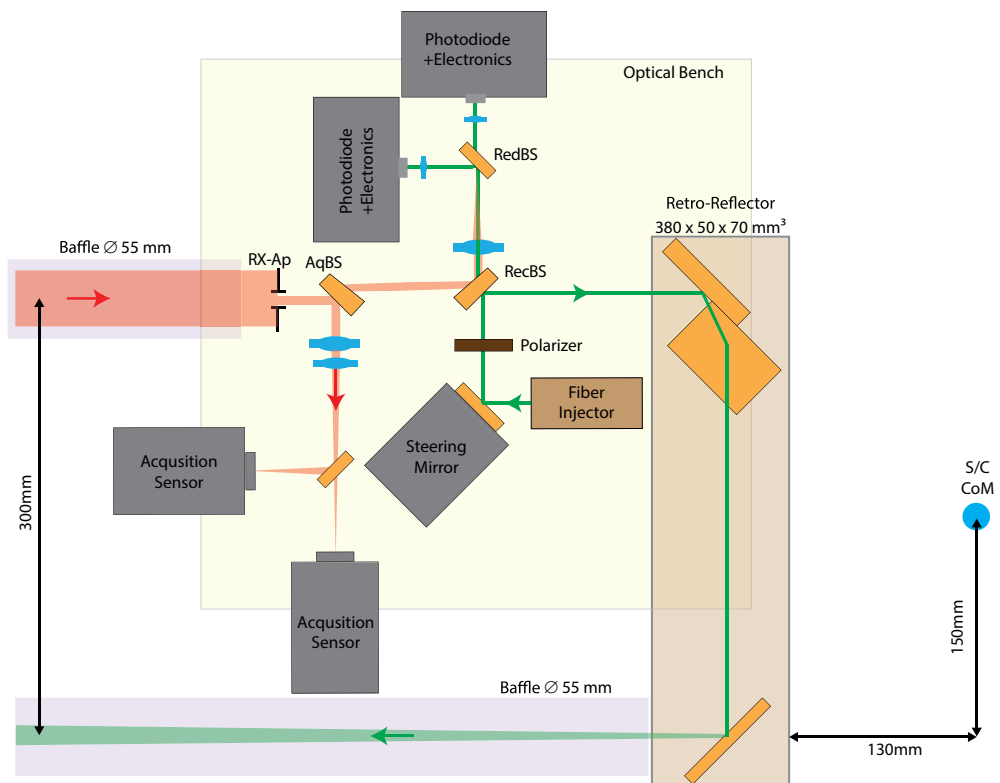 Photodiode
+Electronics
Optical Bench
Photodiode
+Electronics
RedBS
Retro-Reflector
380 x 50 x 70 mm³
Baffle ∅ 55 mm
RX-Ap
AqBS
RecBS
Polarizer
Fiber
Injector
Steering
Mirror
Acqusition
Sensor
S/C
CoM
300mm
150mm
Acqusition
Sensor
Baffle ∅ 55 mm
130mm